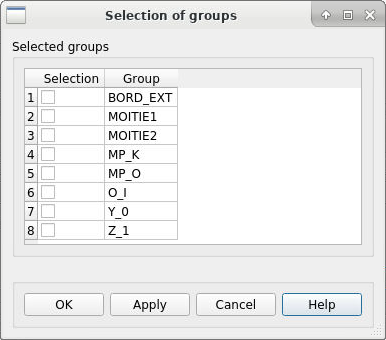 Selection of groups
Selected groups
Selection Group
1 BORD_EXT
2 MOITIE1
3 MOITIE2
4 MP_K
5 MP_O
6 O_I
7 Y_0
8 Z_1
OK Apply Cancel Help